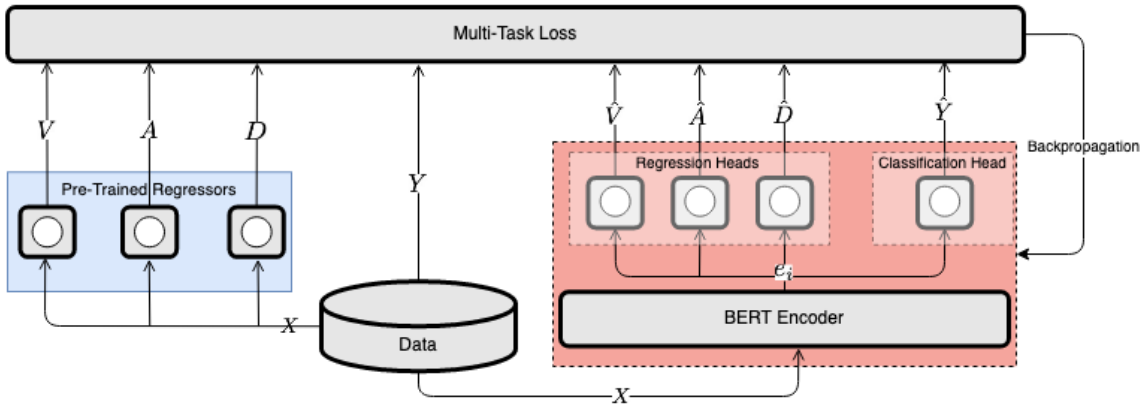 Multi-Task Loss
V A D Y V̂ Â D̂ Ŷ
Backpropagation
Pre-Trained Regressors
Regression Heads
Classification Head
e_i
X
Data
BERT Encoder
X